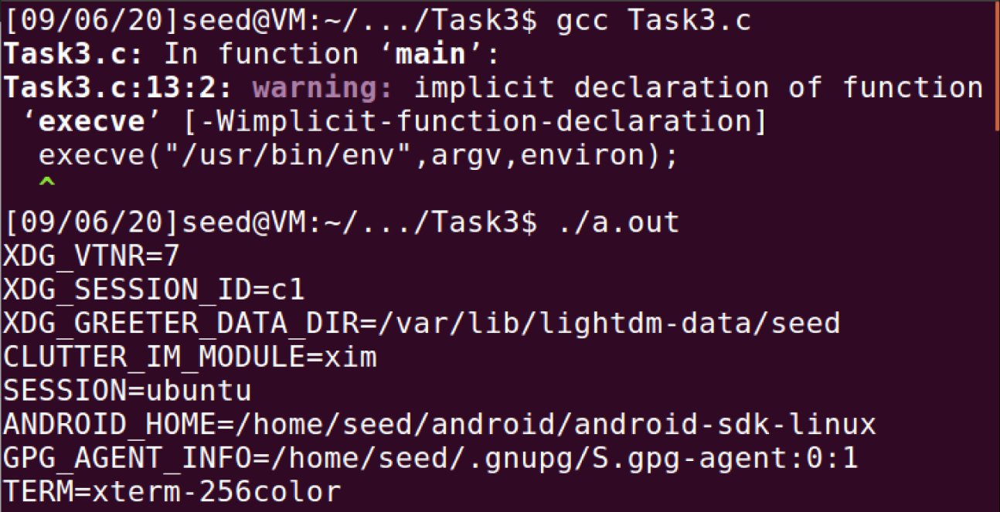 [09/06/20]seed@VM:~/.../Task3$ gcc Task3.c
Task3.c: In function ‘main’:
Task3.c:13:2: warning: implicit declaration of function
 ‘execve’ [-Wimplicit-function-declaration]
  execve("/usr/bin/env",argv,environ);
  ^
[09/06/20]seed@VM:~/.../Task3$ ./a.out
XDG_VTNR=7
XDG_SESSION_ID=c1
XDG_GREETER_DATA_DIR=/var/lib/lightdm-data/seed
CLUTTER_IM_MODULE=xim
SESSION=ubuntu
ANDROID_HOME=/home/seed/android/android-sdk-linux
GPG_AGENT_INFO=/home/seed/.gnupg/S.gpg-agent:0:1
TERM=xterm-256color